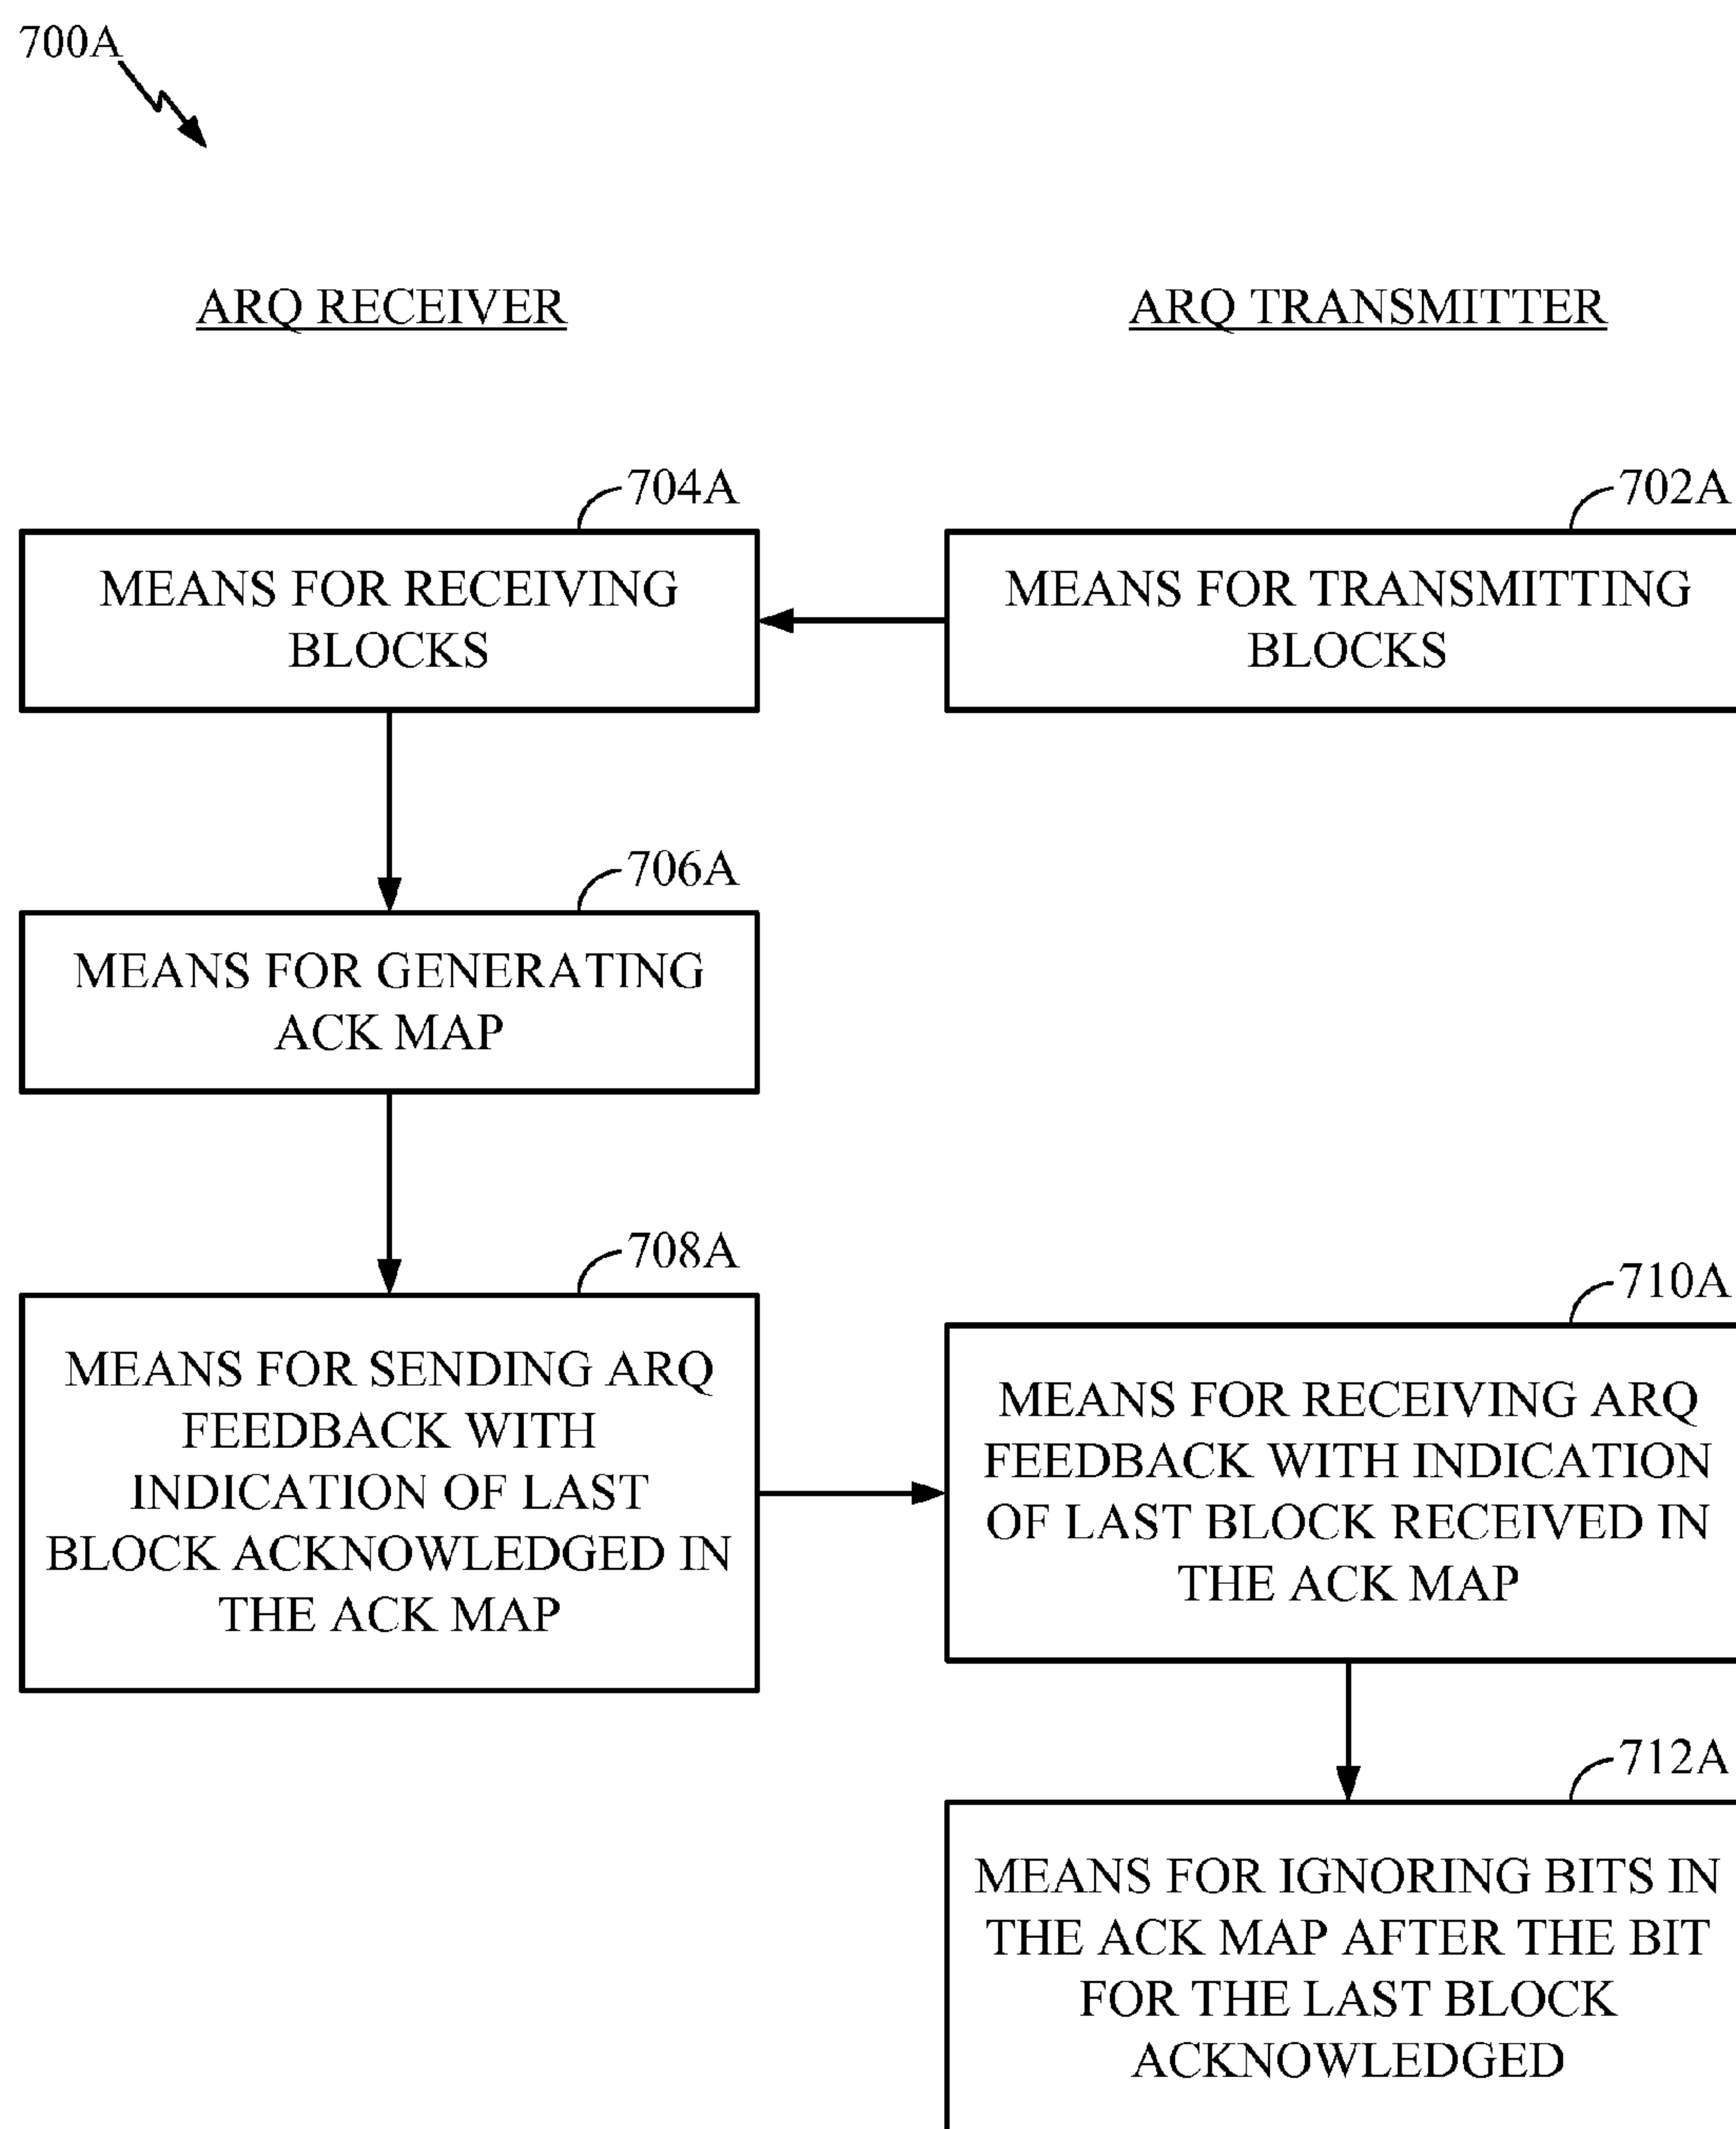 700A
ARQ RECEIVER
ARQ TRANSMITTER
704A
MEANS FOR RECEIVING
BLOCKS
702A
MEANS FOR TRANSMITTING
BLOCKS
706A
MEANS FOR GENERATING
ACK MAP
708A
MEANS FOR SENDING ARQ
FEEDBACK WITH
INDICATION OF LAST
BLOCK ACKNOWLEDGED IN
THE ACK MAP
710A
MEANS FOR RECEIVING ARQ
FEEDBACK WITH INDICATION
OF LAST BLOCK RECEIVED IN
THE ACK MAP
712A
MEANS FOR IGNORING BITS IN
THE ACK MAP AFTER THE BIT
FOR THE LAST BLOCK
ACKNOWLEDGED